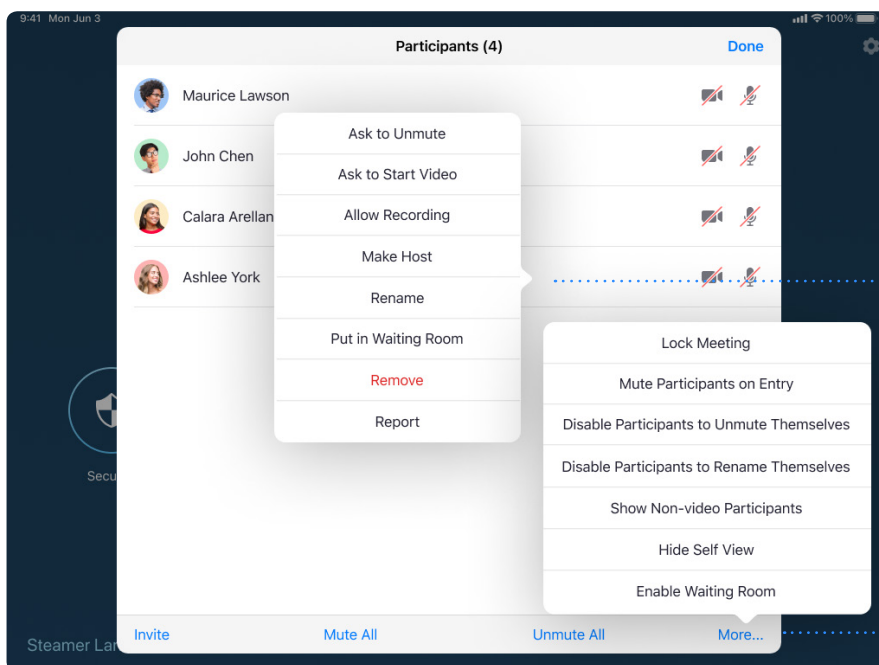 9:41 Mon Jun 3
100%
Participants (4)
Done
Maurice Lawson
John Chen
Calara Arellan
Ashlee York
Ask to Unmute
Ask to Start Video
Allow Recording
Make Host
Rename
Put in Waiting Room
Remove
Report
Lock Meeting
Mute Participants on Entry
Disable Participants to Unmute Themselves
Disable Participants to Rename Themselves
Show Non-video Participants
Hide Self View
Enable Waiting Room
Secu
Steamer Lar
Invite
Mute All
Unmute All
More...